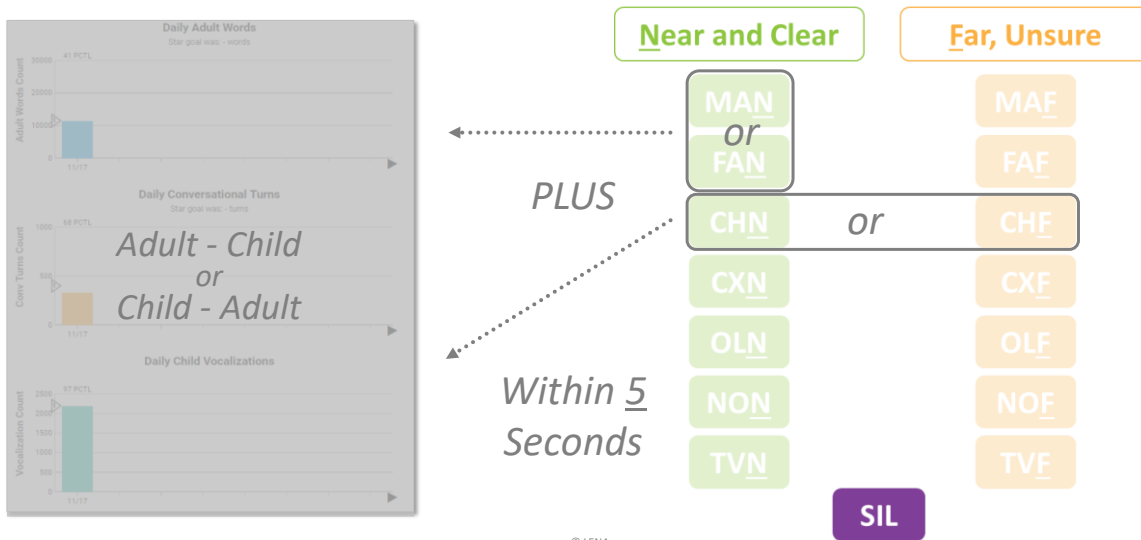 Daily Adult Words
Star goal was: - words
41 PCTL
Adult Words Count
30000
20000
10000
0
11/17
Daily Conversational Turns
Star goal was: - turns
68 PCTL
Conv Turns Count
1000
500
0
11/17
Adult - Child
or
Child - Adult
Daily Child Vocalizations
97 PCTL
Vocalization Count
2500
2000
1500
1000
500
0
11/17
PLUS
Within 5
Seconds
Near and Clear
Far, Unsure
MAN
MAF
or
FAN
FAF
CHN
or
CHF
CXN
CXF
OLN
OLF
NON
NOF
TVN
TVF
SIL